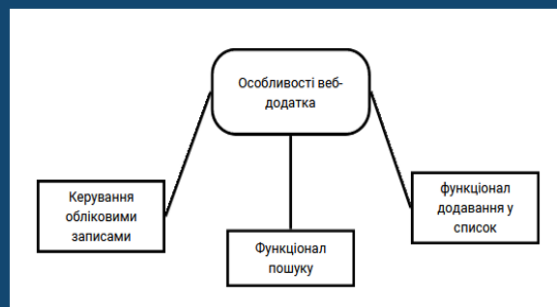 Особливості веб-
додатка
Керування
обліковими
записами
Функціонал
пошуку
функціонал
додавання у
список